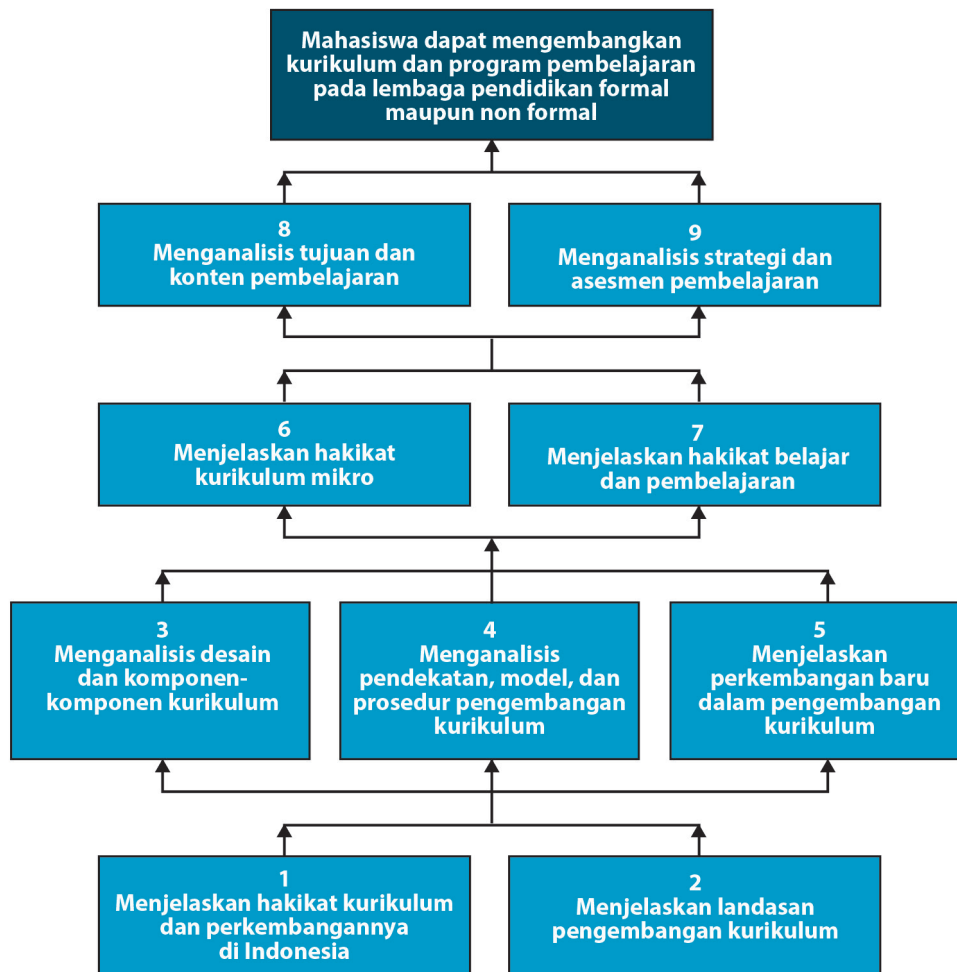 Mahasiswa dapat mengembangkan
kurikulum dan program pembelajaran
pada lembaga pendidikan formal
maupun non formal
8
Menganalisis tujuan dan
konten pembelajaran
9
Menganalisis strategi dan
asesmen pembelajaran
6
Menjelaskan hakikat
kurikulum mikro
7
Menjelaskan hakikat belajar
dan pembelajaran
3
Menganalisis desain
dan komponen-
komponen kurikulum
4
Menganalisis
pendekatan, model, dan
prosedur pengembangan
kurikulum
5
Menjelaskan
perkembangan baru
dalam pengembangan
kurikulum
1
Menjelaskan hakikat kurikulum
dan perkembangannya
di Indonesia
2
Menjelaskan landasan
pengembangan kurikulum